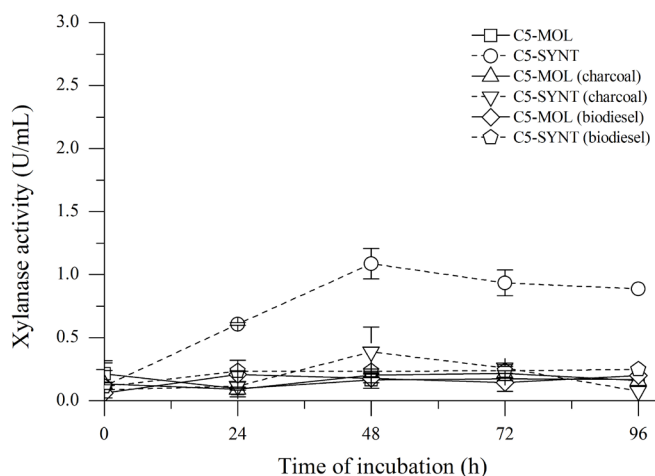 3.0
2.5
2.0
1.5
1.0
0.5
0.0
Xylanase activity (U/mL)
C5-MOL
C5-SYNT
C5-MOL (charcoal)
C5-SYNT (charcoal)
C5-MOL (biodiesel)
C5-SYNT (biodiesel)
0 24 48 72 96
Time of incubation (h)